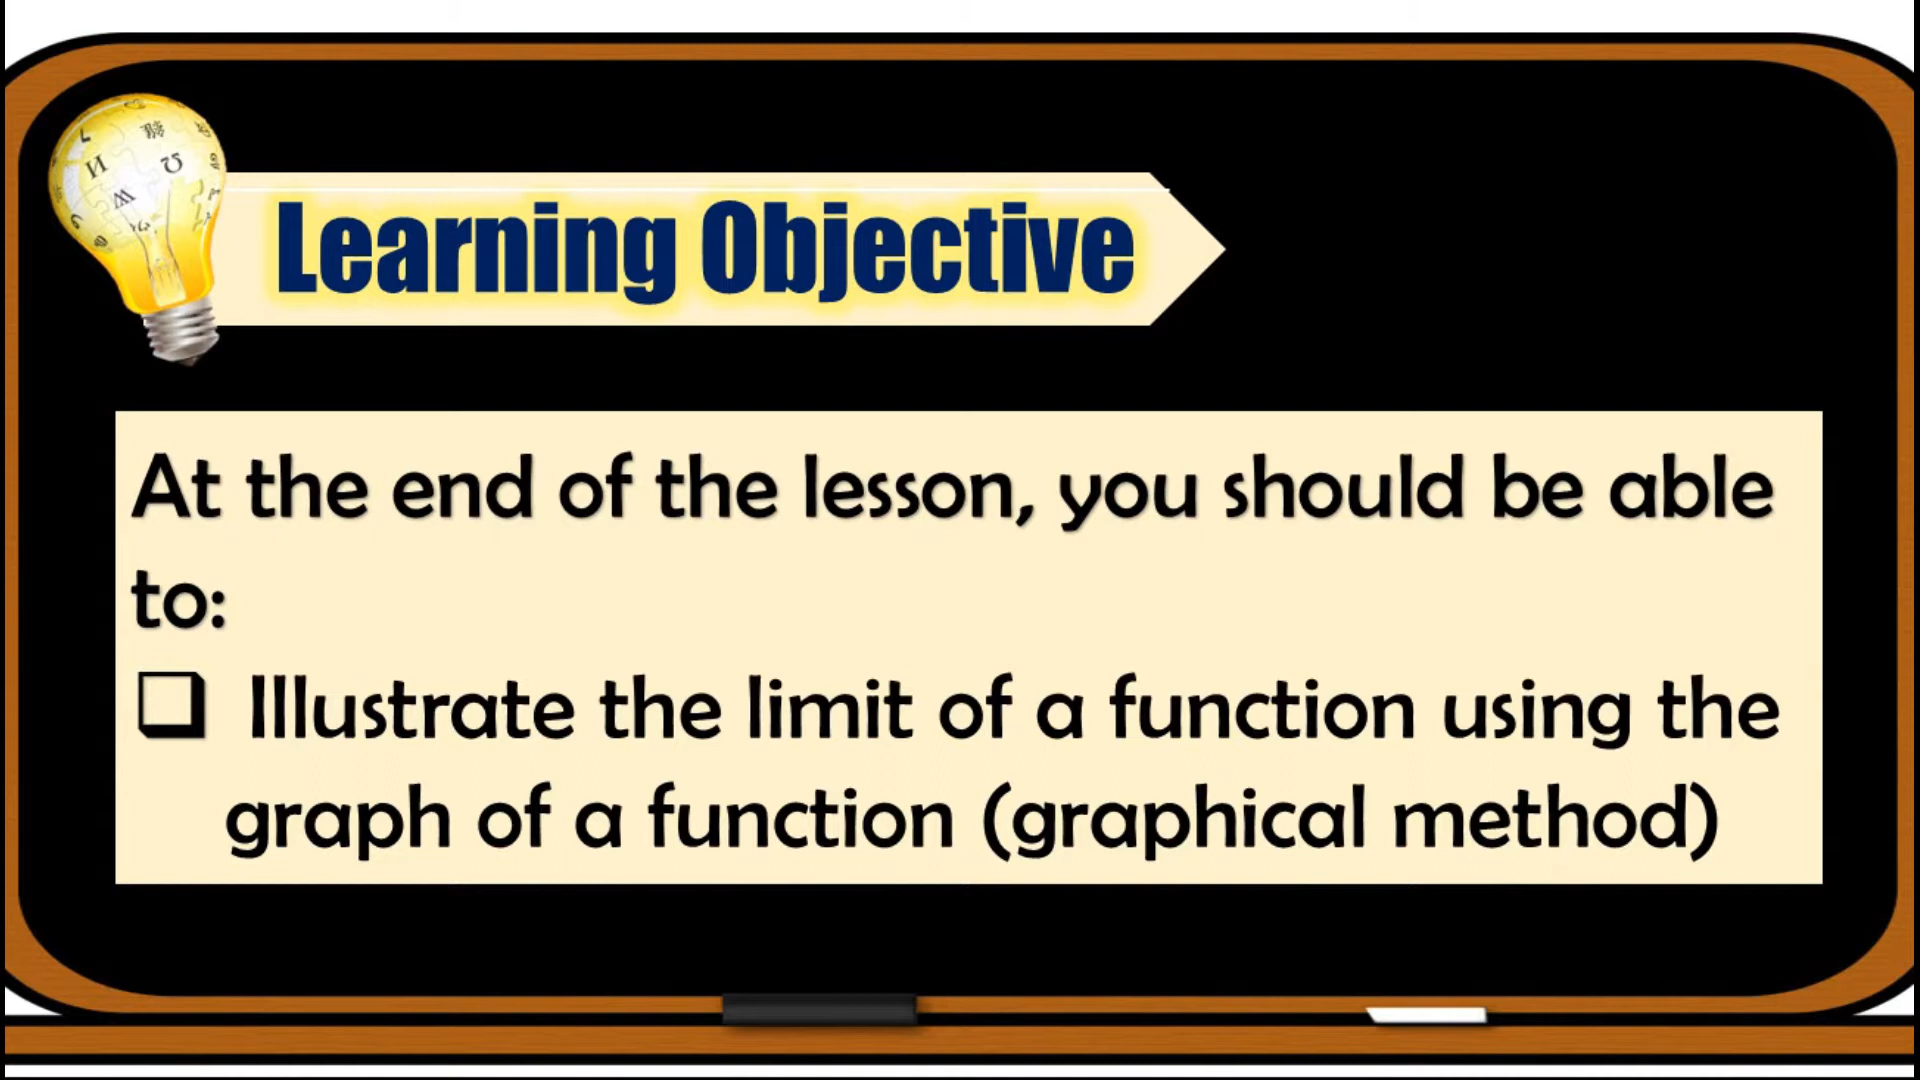 Learning Objective
At the end of the lesson, you should be able
to:
❑ Illustrate the limit of a function using the
graph of a function (graphical method)